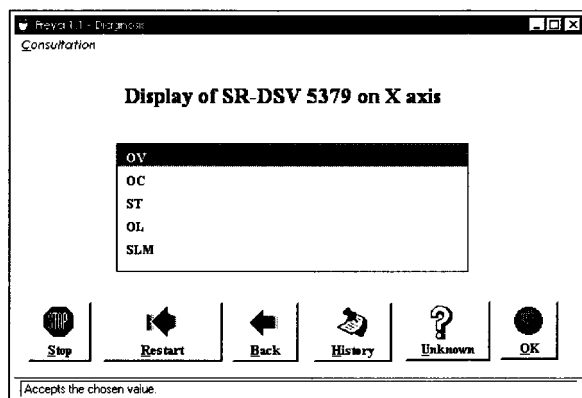 Freya 1.1 - Diagnosis
Consultation
Display of SR-DSV 5379 on X axis
OV
OC
ST
OL
SLM
STOP
Stop
Restart
Back
History
Unknown
OK
Accepts the chosen value.